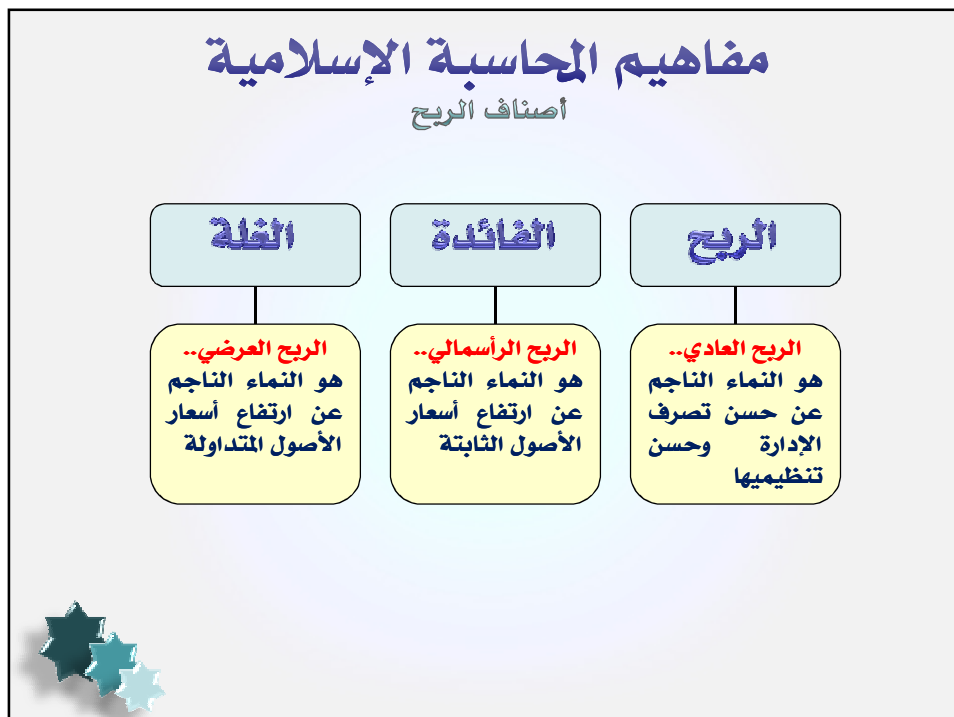 مفاهيم المحاسبة الإسلامية
أصناف الربح
الربح
الربح العادي..
هو النماء الناجم
عن حسن تصرف
الإدارة وحسن
تنظيميها
الفائدة
الربح الرأسمالي..
هو النماء الناجم
عن ارتفاع أسعار
الأصول الثابتة
الغلة
الربح العرضي..
هو النماء الناجم
عن ارتفاع أسعار
الأصول المتداولة